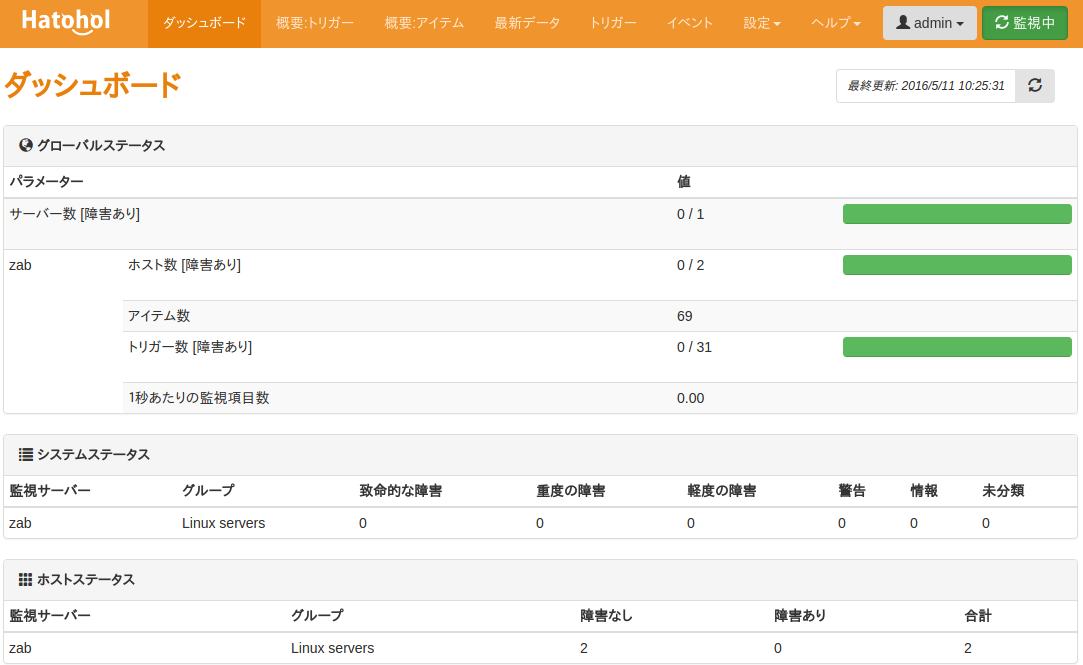 Hatohol ダッシュボード 概要:トリガー 概要:アイテム 最新データ トリガー イベント 設定 ヘルプ admin 監視中
ダッシュボード 最終更新: 2016/5/11 10:25:31
グローバルステータス
パラメーター 値
サーバー数 [障害あり] 0 / 1
zab ホスト数 [障害あり] 0 / 2
アイテム数 69
トリガー数 [障害あり] 0 / 31
1秒あたりの監視項目数 0.00
システムステータス
監視サーバー グループ 致命的な障害 重度の障害 軽度の障害 警告 情報 未分類
zab Linux servers 0 0 0 0 0 0
ホストステータス
監視サーバー グループ 障害なし 障害あり 合計
zab Linux servers 2 0 2